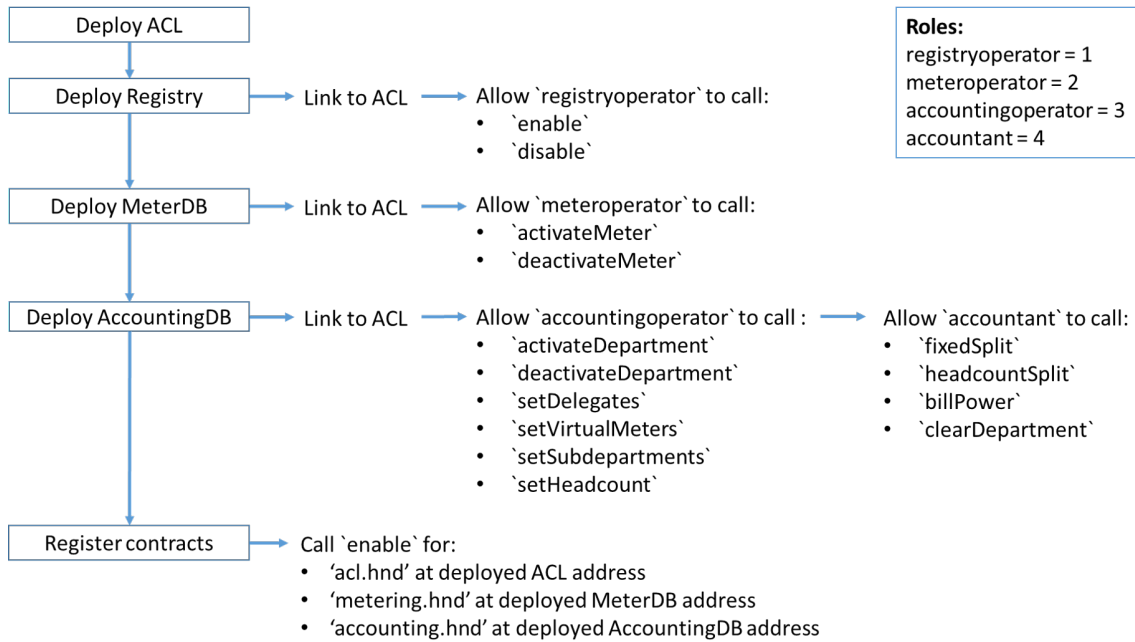 Deploy ACL
Roles:
registryoperator = 1
meteroperator = 2
accountingoperator = 3
accountant = 4
Deploy Registry
Link to ACL
Allow `registryoperator` to call:
• `enable`
• `disable`
Deploy MeterDB
Link to ACL
Allow `meteroperator` to call:
• `activateMeter`
• `deactivateMeter`
Deploy AccountingDB
Link to ACL
Allow `accountingoperator` to call :
• `activateDepartment`
• `deactivateDepartment`
• `setDelegates`
• `setVirtualMeters`
• `setSubdepartments`
• `setHeadcount`
Allow `accountant` to call:
• `fixedSplit`
• `headcountSplit`
• `billPower`
• `clearDepartment`
Register contracts
Call `enable` for:
• ‘acl.hnd’ at deployed ACL address
• ‘metering.hnd’ at deployed MeterDB address
• ‘accounting.hnd’ at deployed AccountingDB address